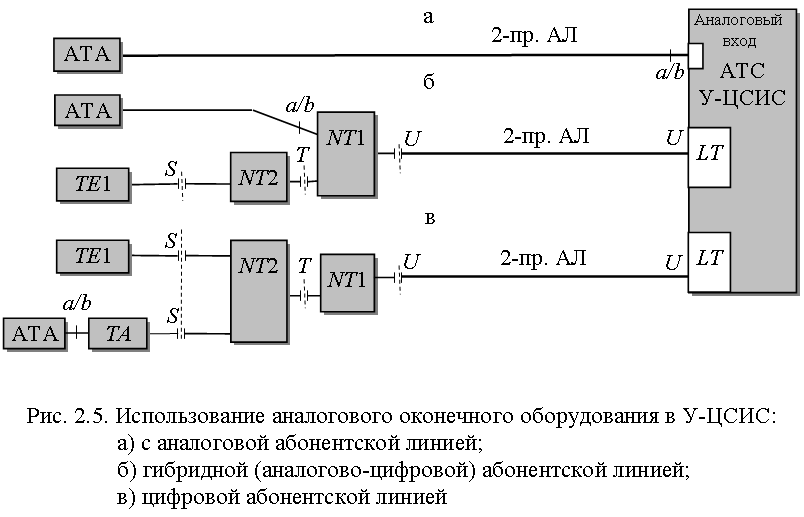 а
Аналоговый
вход
АТС
У-ЦСИС
АТА
2-пр. АЛ
a/b
б
АТА
a/b
NT1
U
2-пр. АЛ
U
LT
TE1
S
NT2
T
в
TE1
S
NT2
T
NT1
U
2-пр. АЛ
U
LT
АТА
a/b
TA
S
Рис. 2.5. Использование аналогового оконечного оборудования в У-ЦСИС:
а) с аналоговой абонентской линией;
б) гибридной (аналогово-цифровой) абонентской линией;
в) цифровой абонентской линией